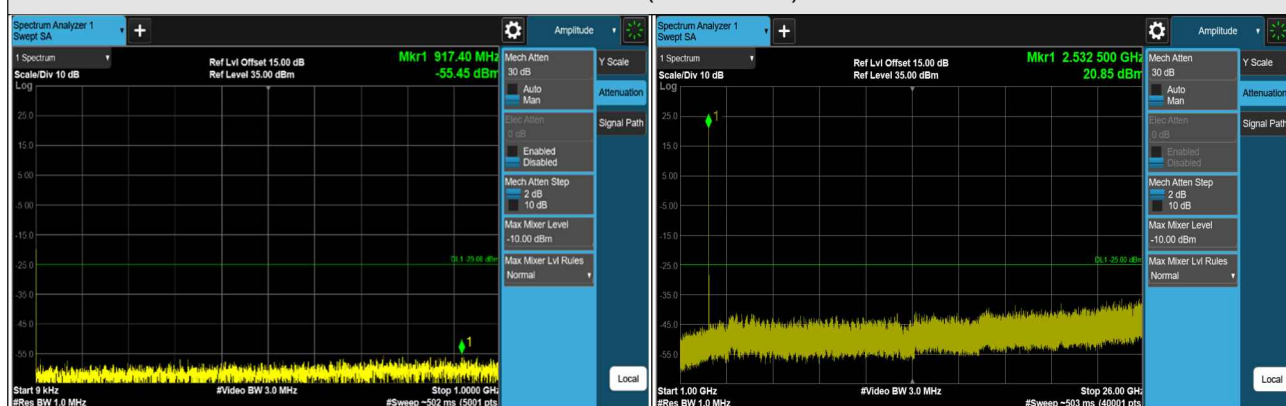 Spectrum Analyzer 1
Swept SA
+
Amplitude
1 Spectrum
Scale/Div 10 dB
Log
Ref Lvl Offset 15.00 dB
Ref Level 35.00 dBm
Mkr1 917.40 MHz
-55.45 dBm
25.0
15.0
5.00
-5.00
-15.0
-25.0
-35.0
-45.0
-55.0
DL1 -25.00 dBm
1
Start 9 kHz
#Res BW 1.0 MHz
#Video BW 3.0 MHz
Stop 1.0000 GHz
#Sweep ~502 ms (5001 pts
Mech Atten
30 dB
Auto
Man
Elec Atten
0 dB
Enabled
Disabled
Mech Atten Step
2 dB
10 dB
Max Mixer Level
-10.00 dBm
Max Mixer Lvl Rules
Normal
Y Scale
Attenuation
Signal Path
Local
Spectrum Analyzer 1
Swept SA
+
Amplitude
1 Spectrum
Scale/Div 10 dB
Log
Ref Lvl Offset 15.00 dB
Ref Level 35.00 dBm
Mkr1 2.532 500 GHz
20.85 dBm
25.0
15.0
5.00
-5.00
-15.0
-25.0
-35.0
-45.0
-55.0
DL1 -25.00 dBm
1
Start 1.00 GHz
#Res BW 1.0 MHz
#Video BW 3.0 MHz
Stop 26.00 GHz
#Sweep ~503 ms (40001 pts
Mech Atten
30 dB
Auto
Man
Elec Atten
0 dB
Enabled
Disabled
Mech Atten Step
2 dB
10 dB
Max Mixer Level
-10.00 dBm
Max Mixer Lvl Rules
Normal
Y Scale
Attenuation
Signal Path
Local